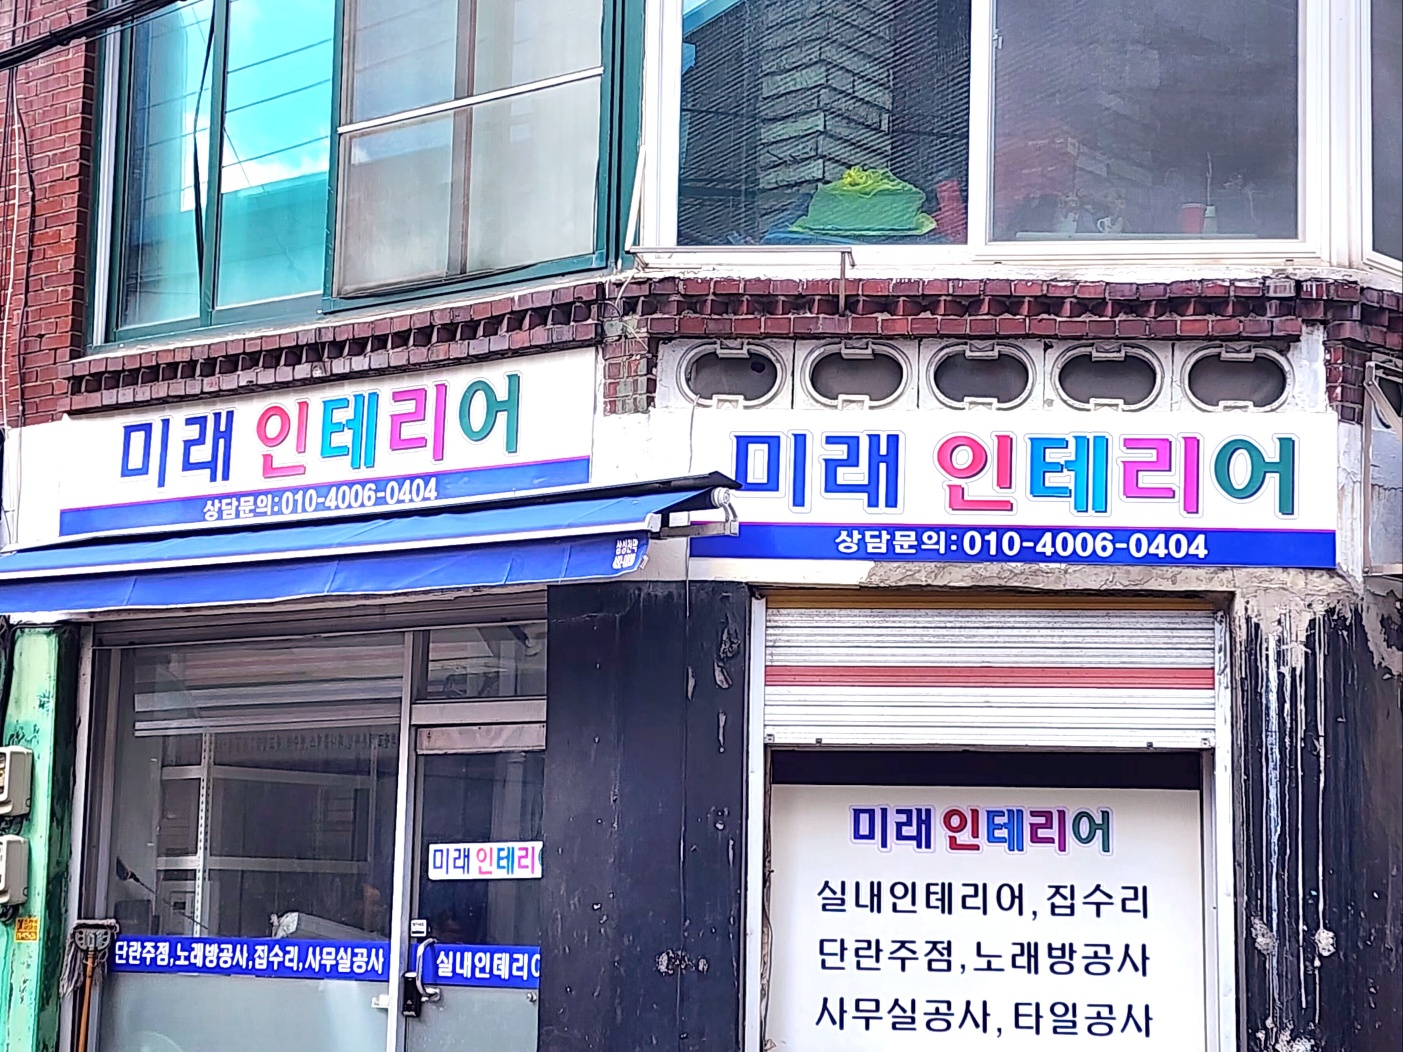 미래 인테리어
상담문의:010-4006-0404
미래 인테리어
상담문의:010-4006-0404
미래 인테리
단란주점,노래방공사,집수리,사무실공사
실내인테리
미래인테리어
실내인테리어,집수리
단란주점,노래방공사
사무실공사,타일공사